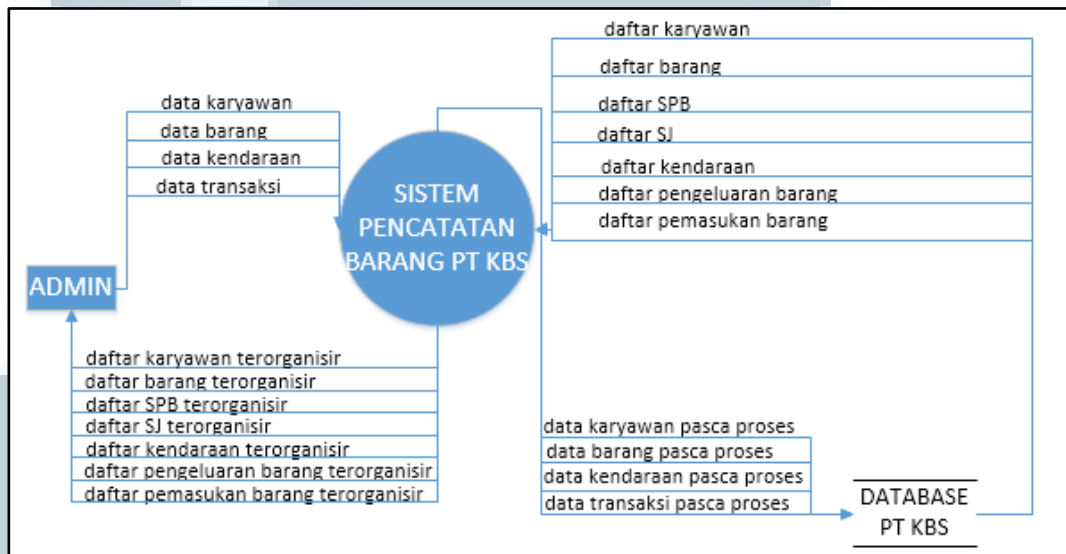 daftar karyawan
daftar barang
daftar SPB
daftar SJ
daftar kendaraan
daftar pengeluaran barang
daftar pemasukan barang
data karyawan
data barang
data kendaraan
data transaksi
SISTEM
PENCATATAN
BARANG PT KBS
ADMIN
daftar karyawan terorganisir
daftar barang terorganisir
daftar SPB terorganisir
daftar SJ terorganisir
daftar kendaraan terorganisir
daftar pengeluaran barang terorganisir
daftar pemasukan barang terorganisir
data karyawan pasca proses
data barang pasca proses
data kendaraan pasca proses
data transaksi pasca proses
DATABASE
PT KBS